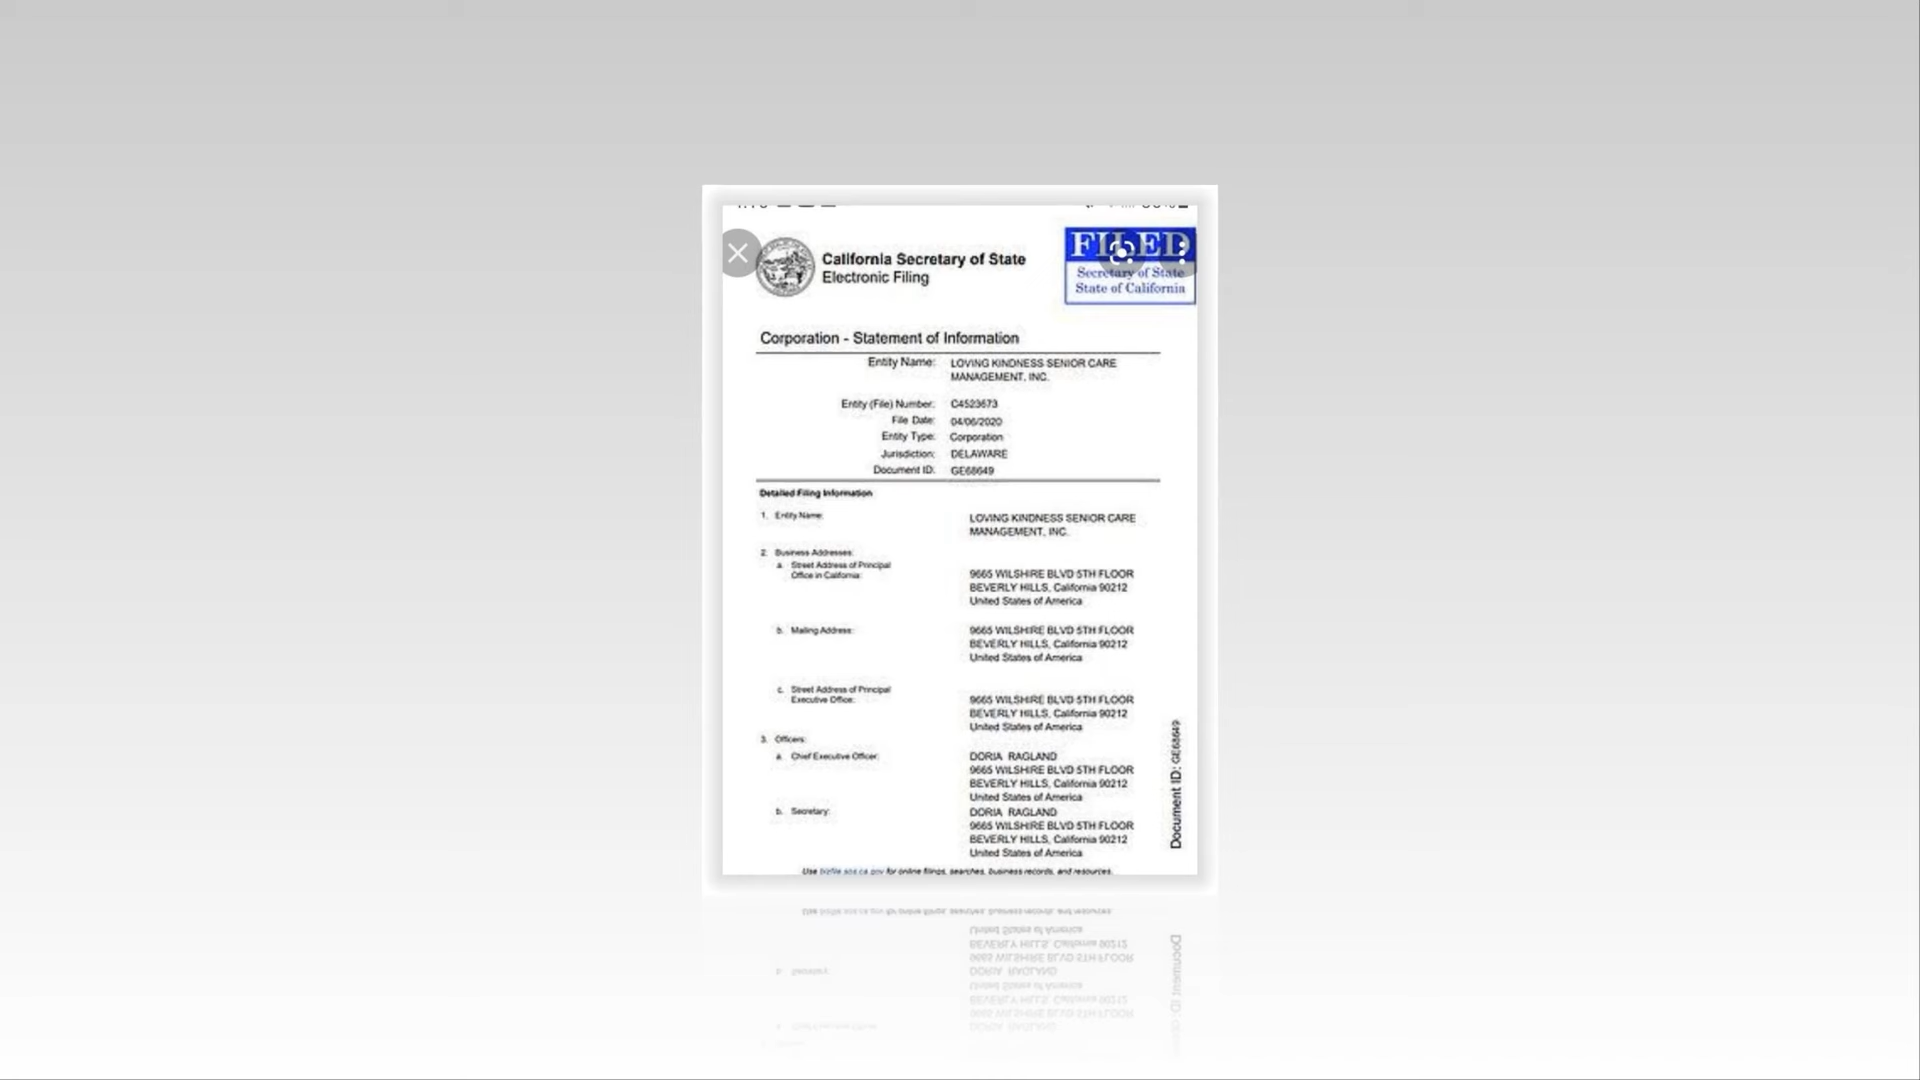 California Secretary of State
Electronic Filing
FILED
Secretary of State
State of California
Corporation - Statement of Information
Entity Name: LOVING KINDNESS SENIOR CARE
MANAGEMENT, INC.
Entity (File) Number: C4523673
File Date: 04/06/2020
Entity Type: Corporation
Jurisdiction: DELAWARE
Document ID: GE68649
Detailed Filing Information
1. Entity Name: LOVING KINDNESS SENIOR CARE
MANAGEMENT, INC.
2. Business Addresses:
a. Street Address of Principal
Office in California: 9665 WILSHIRE BLVD 5TH FLOOR
BEVERLY HILLS, California 90212
United States of America
b. Mailing Address: 9665 WILSHIRE BLVD 5TH FLOOR
BEVERLY HILLS, California 90212
United States of America
c. Street Address of Principal
Executive Office: 9665 WILSHIRE BLVD 5TH FLOOR
BEVERLY HILLS, California 90212
United States of America
3. Officers:
a. Chief Executive Officer: DORIA RAGLAND
9665 WILSHIRE BLVD 5TH FLOOR
BEVERLY HILLS, California 90212
United States of America
b. Secretary: DORIA RAGLAND
9665 WILSHIRE BLVD 5TH FLOOR
BEVERLY HILLS, California 90212
United States of America
Use bizfile.sos.ca.gov for online filings, searches, business records, and resources.
Document ID: GE68649